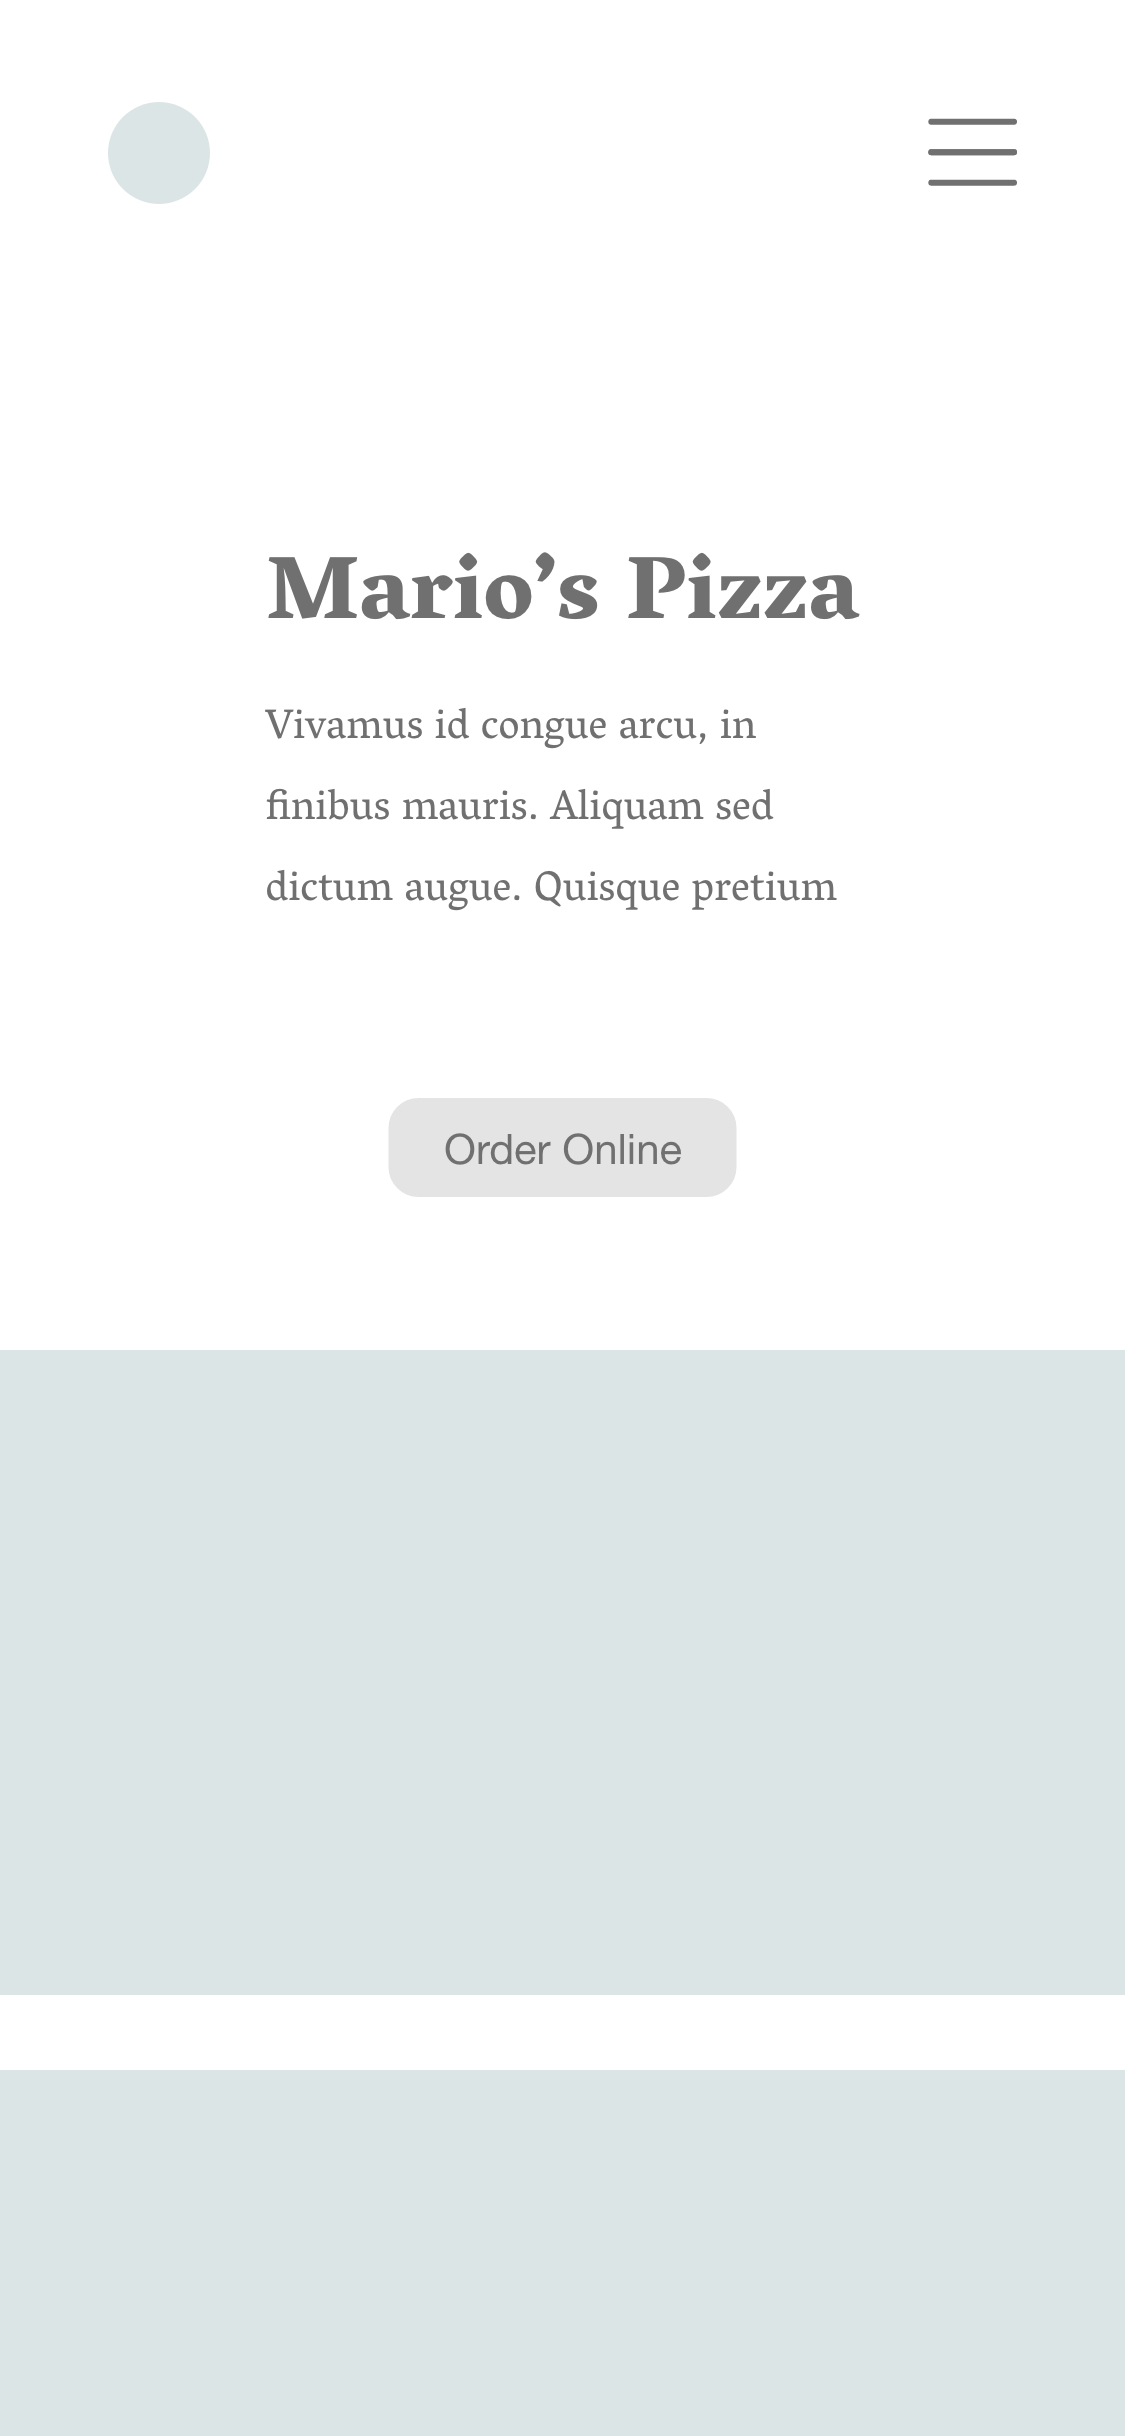 Mario’s Pizza
Vivamus id congue arcu, in
finibus mauris. Aliquam sed
dictum augue. Quisque pretium
Order Online